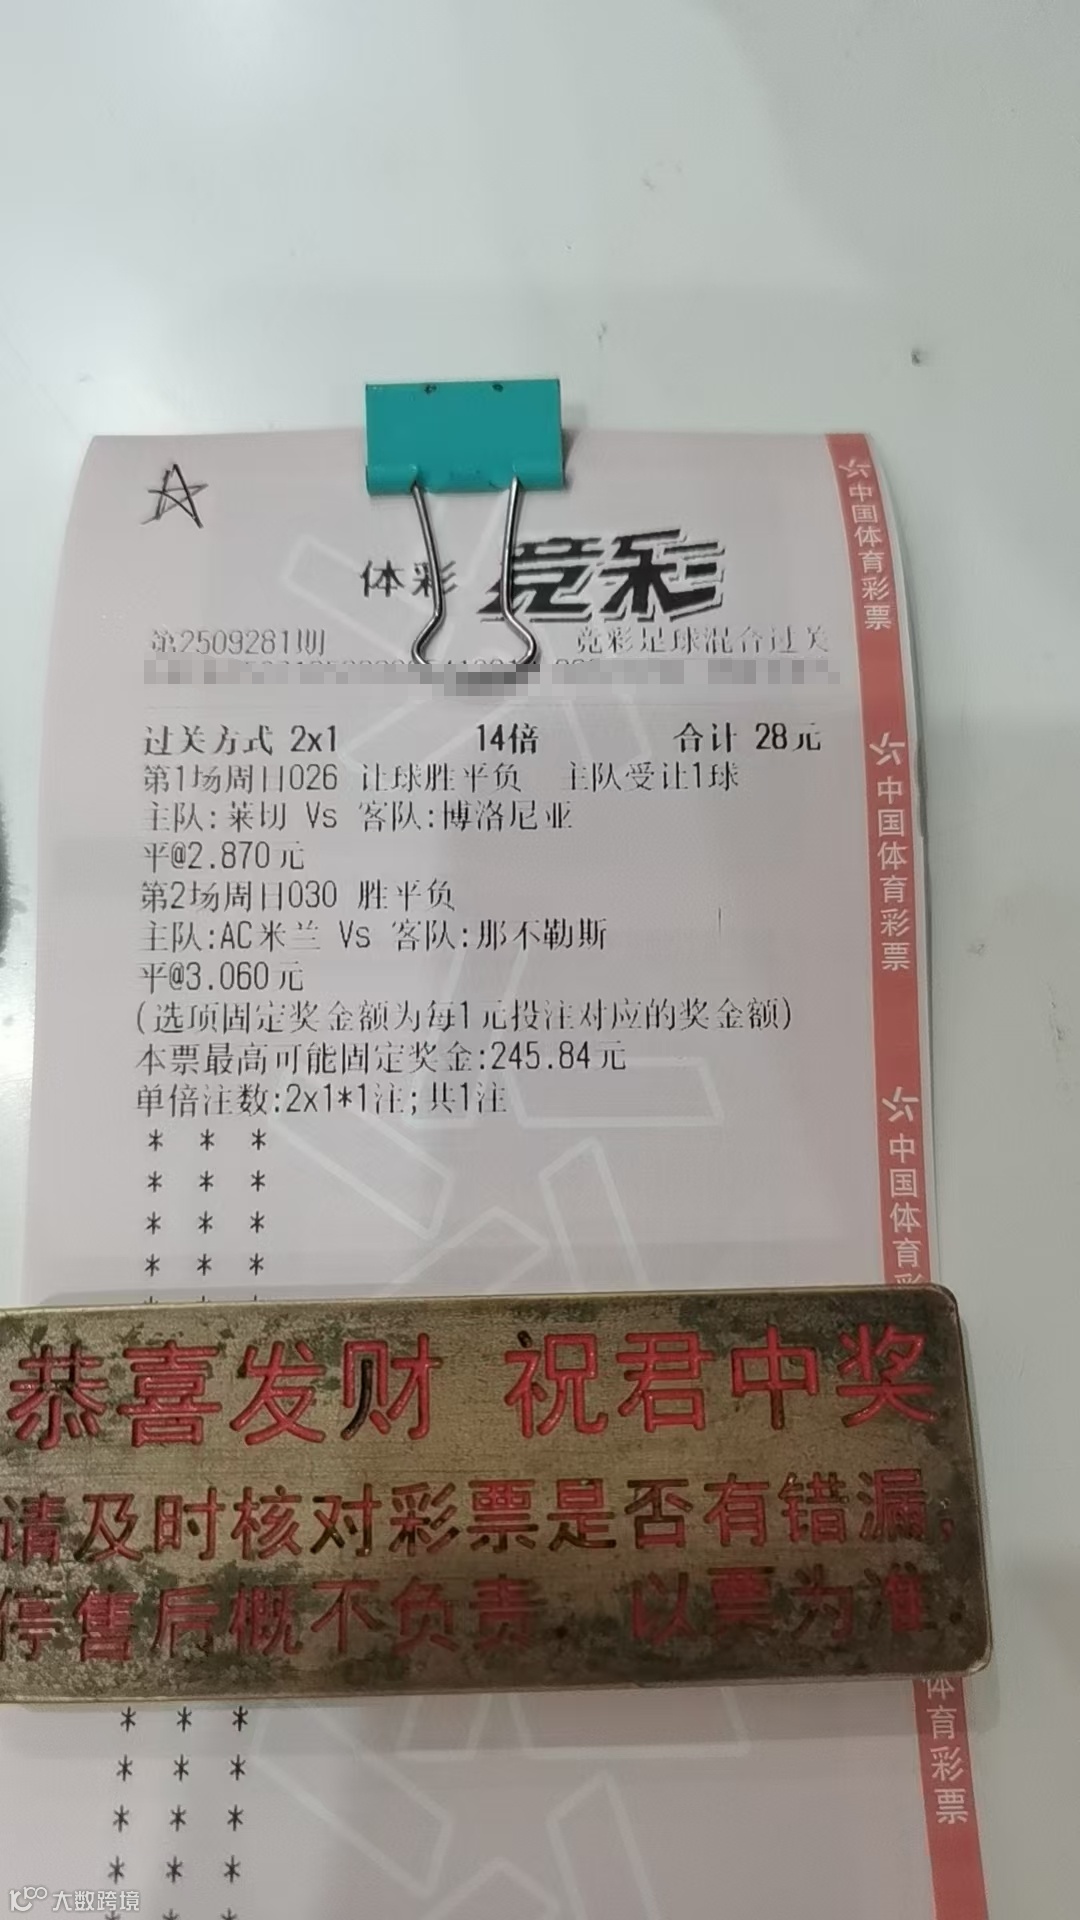 体彩 竞彩
第2509281期 竞彩足球混合过关
过关方式 2x1 14倍 合计 28元
第1场周日026 让球胜平负 主队受让1球
主队:莱切 Vs 客队:博洛尼亚
平@2.870元
第2场周日030 胜平负
主队:AC米兰 Vs 客队:那不勒斯
平@3.060元
(选项固定奖金额为每1元投注对应的奖金额)
本票最高可能固定奖金:245.84元
单倍注数:2x1*1注;共1注
* * *
* * *
* * *
* * *
恭喜发财 祝君中奖
请及时核对彩票是否有错漏,
停售后概不负责 以票为准
* * *
* * *
* * *
* * *
中国体育彩票
中国体育彩票
中国体育彩
体育彩票
大数跨境